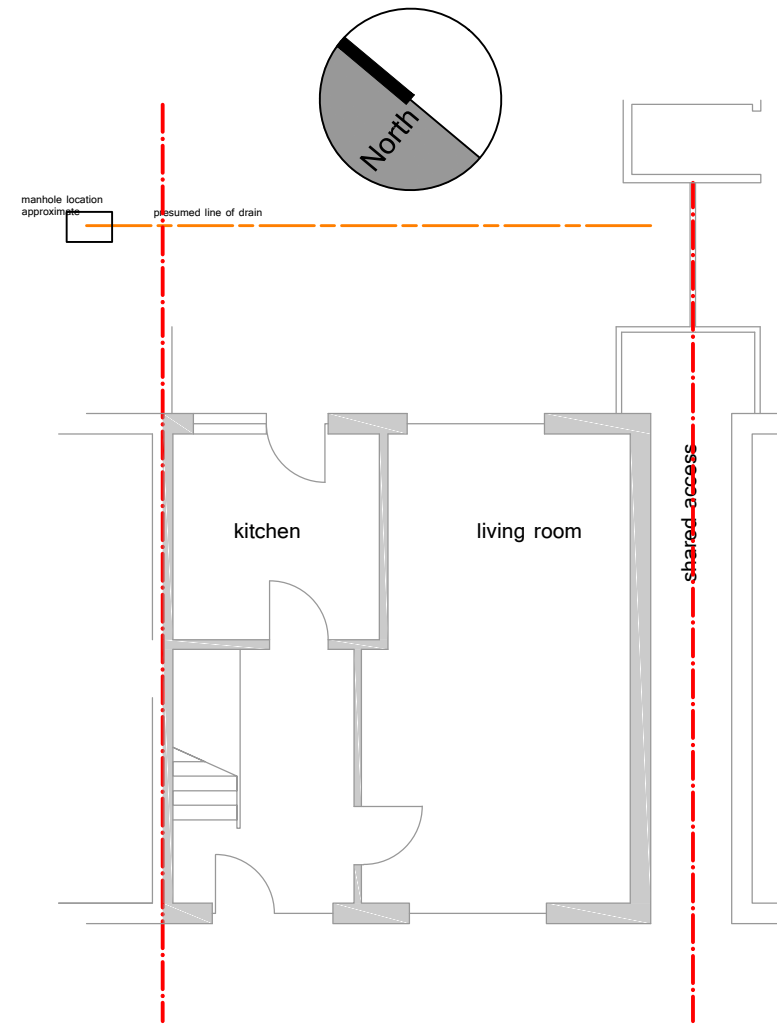 North
manhole location
approximate
presumed line of drain
kitchen
living room
shared access